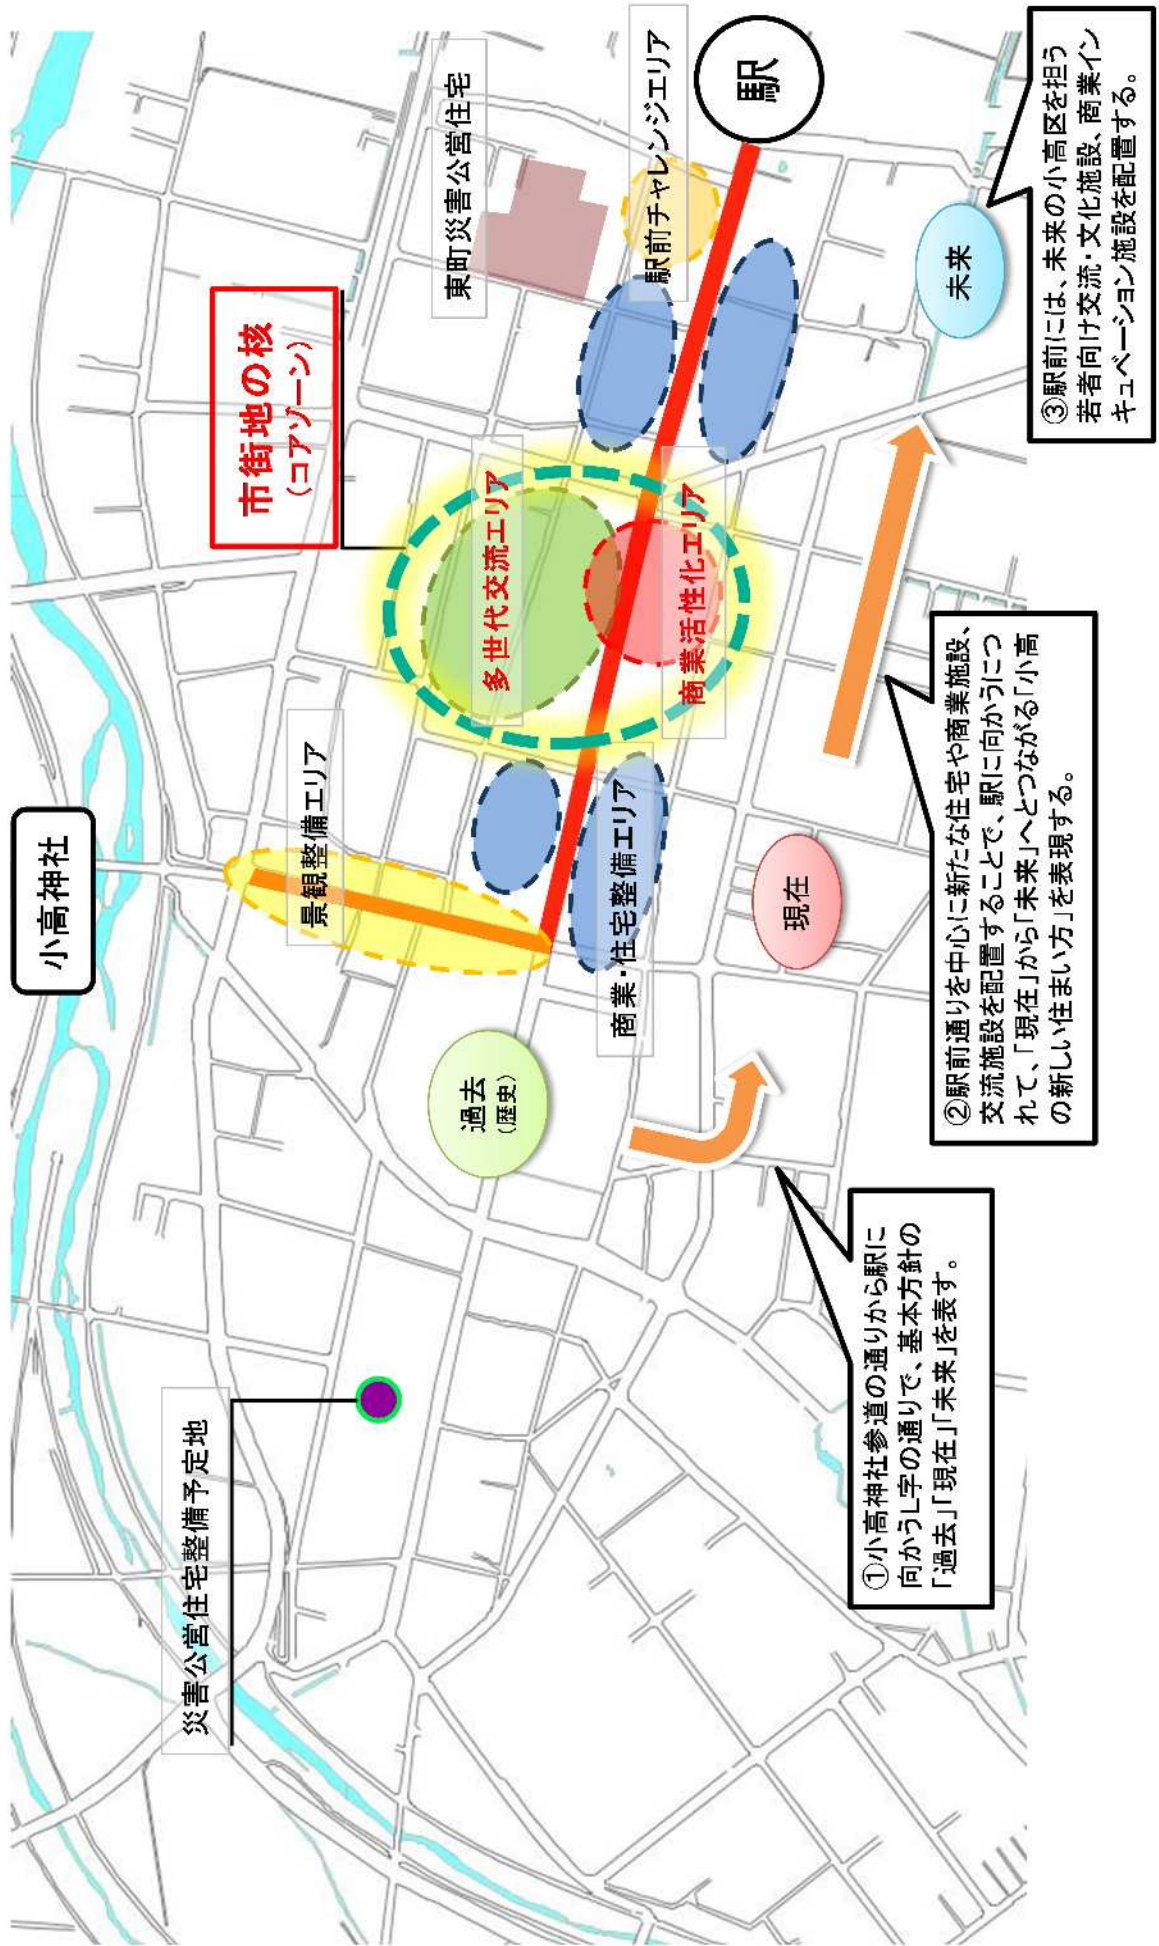 小高神社
災害公営住宅整備予定地
景観整備エリア
市街地の核
（コアゾーン）
東町災害公営住宅
多世代交流エリア
駅前チャレンジエリア
駅
商業活性化エリア
商業・住宅整備エリア
過去
（歴史）
現在
未来
①小高神社参道の通りから駅に
向かうL字の通りで、基本方針の
「過去」「現在」「未来」を表す。
②駅前通りを中心に新たな住宅や商業施設、
交流施設を配置することで、駅に向かうにつ
れて、「現在」から「未来」へとつながる「小高
の新しい住まい方」を表現する。
③駅前には、未来の小高区を担う
若者向け交流・文化施設、商業イン
キュベーション施設を配置する。